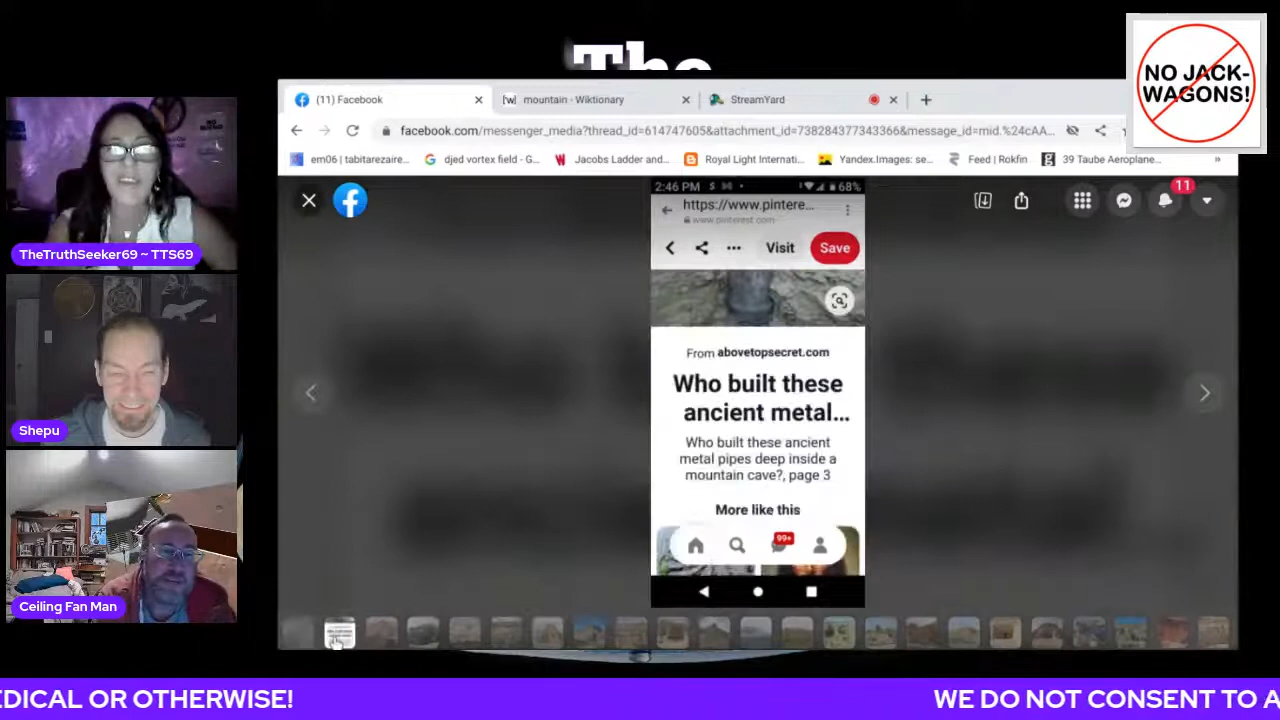 The
NO JACK-
WAGONS!
(11) Facebook
mountain - Wiktionary
StreamYard
facebook.com/messenger_media?thread_id=614747605&attachment_id=738284377343366&message_id=mid.%24cAA...
em06 | tabitarezaire...
djed vortex field - G...
Jacobs Ladder and...
Royal Light Internati...
Yandex.Images: se...
Feed | Rokfin
39 Taube Aeroplane...
»
11
2:46 PM
68%
https://www.pintere...
www.pinterest.com
Visit
Save
From abovetopsecret.com
Who built these
ancient metal...
Who built these ancient
metal pipes deep inside a
mountain cave?, page 3
More like this
99+
TheTruthSeeker69 ~ TTS69
Shepu
Ceiling Fan Man
EDICAL OR OTHERWISE!
WE DO NOT CONSENT TO A